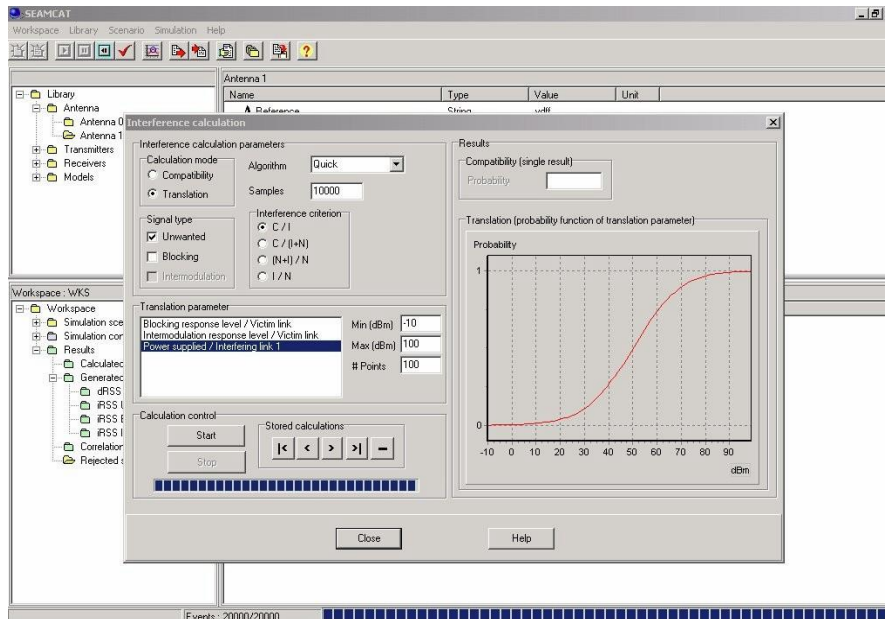 SEAMCAT
Workspace Library Scenario Simulation Help
Library
Antenna
Antenna 0
Antenna 1
Transmitters
Receivers
Models
Antenna 1
Name Type Value Unit
Reference String vdff
Interference calculation
Interference calculation parameters
Calculation mode
Compatibility
Translation
Algorithm Quick
Samples 10000
Signal type
Unwanted
Blocking
Intermodulation
Interference criterion
C / I
C / (I+N)
(N+I) / N
I / N
Translation parameter
Blocking response level / Victim link
Intermodulation response level / Victim link
Power supplied / Interfering link 1
Min (dBm) -10
Max (dBm) 100
# Points 100
Calculation control
Start
Stop
Stored calculations
|< < > >| –
Results
Compatibility (single result)
Probability
Translation (probability function of translation parameter)
Probability
1
0
-10 0 10 20 30 40 50 60 70 80 90
dBm
Close
Help
Workspace : WKS
Workspace
Simulation sce
Simulation cor
Results
Calculated
Generated
dRSS
iRSS U
iRSS B
iRSS I
Correlation
Rejected s
Events : 20000/20000